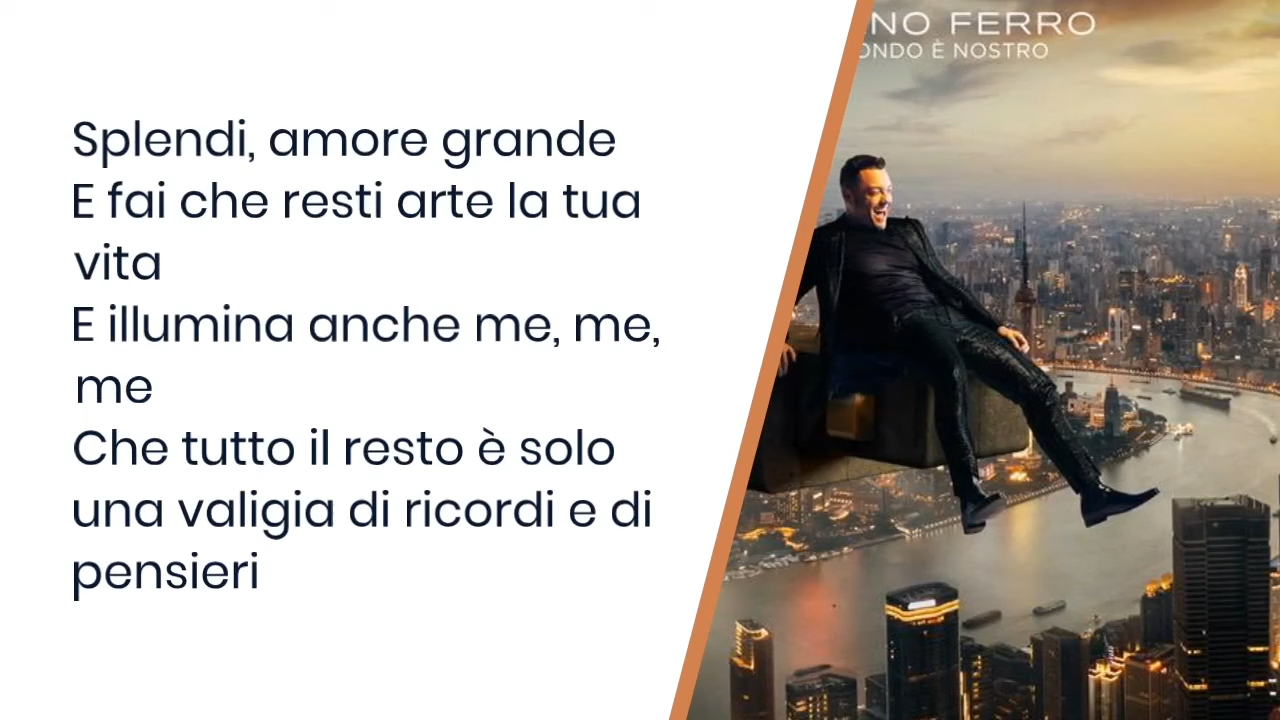 Splendi, amore grande
E fai che resti arte la tua
vita
E illumina anche me, me,
me
Che tutto il resto è solo
una valigia di ricordi e di
pensieri
NO FERRO
ONDO È NOSTRO